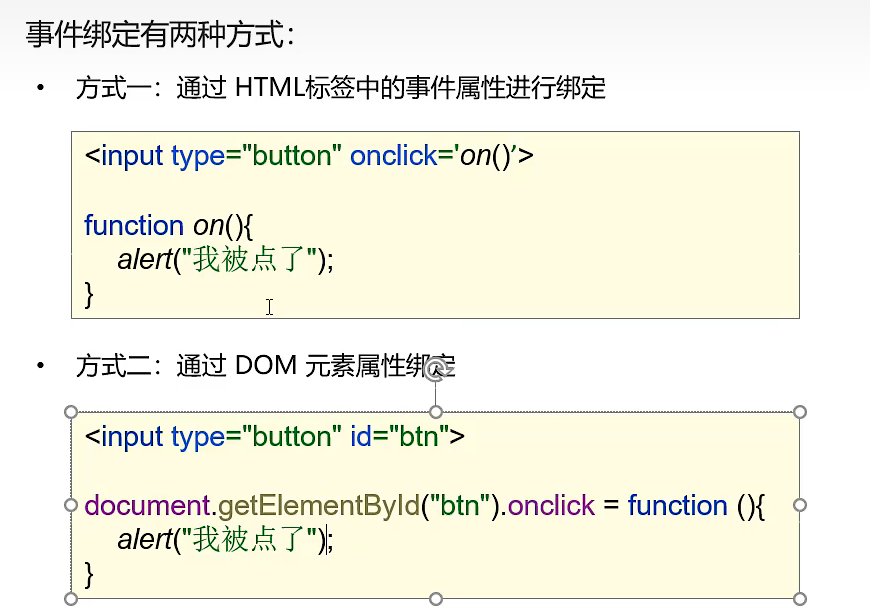 事件绑定有两种方式：
• 方式一：通过 HTML标签中的事件属性进行绑定
<input type="button" onclick='on()’>
function on(){
alert("我被点了");
}
• 方式二：通过 DOM 元素属性绑定
<input type="button" id="btn">
document.getElementById("btn").onclick = function (){
alert("我被点了");
}